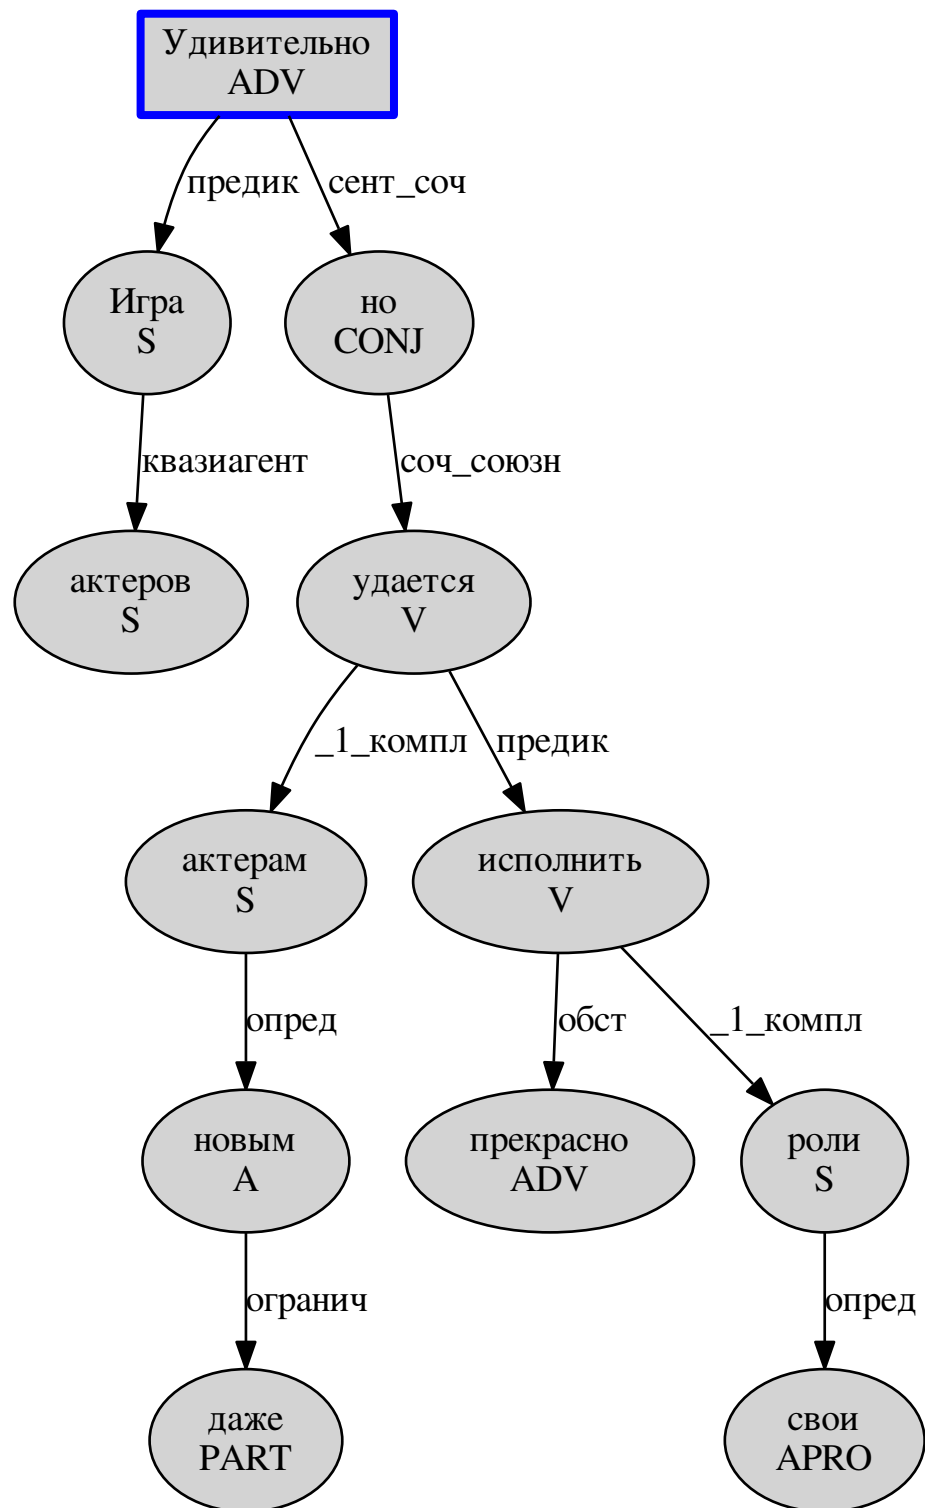 Удивительно
ADV
предик
сент_соч
Игра
S
но
CONJ
квазиагент
соч_союзн
актеров
S
удается
V
_1_компл
предик
актерам
S
исполнить
V
опред
обст
_1_компл
новым
A
прекрасно
ADV
роли
S
огранич
опред
даже
PART
свои
APRO